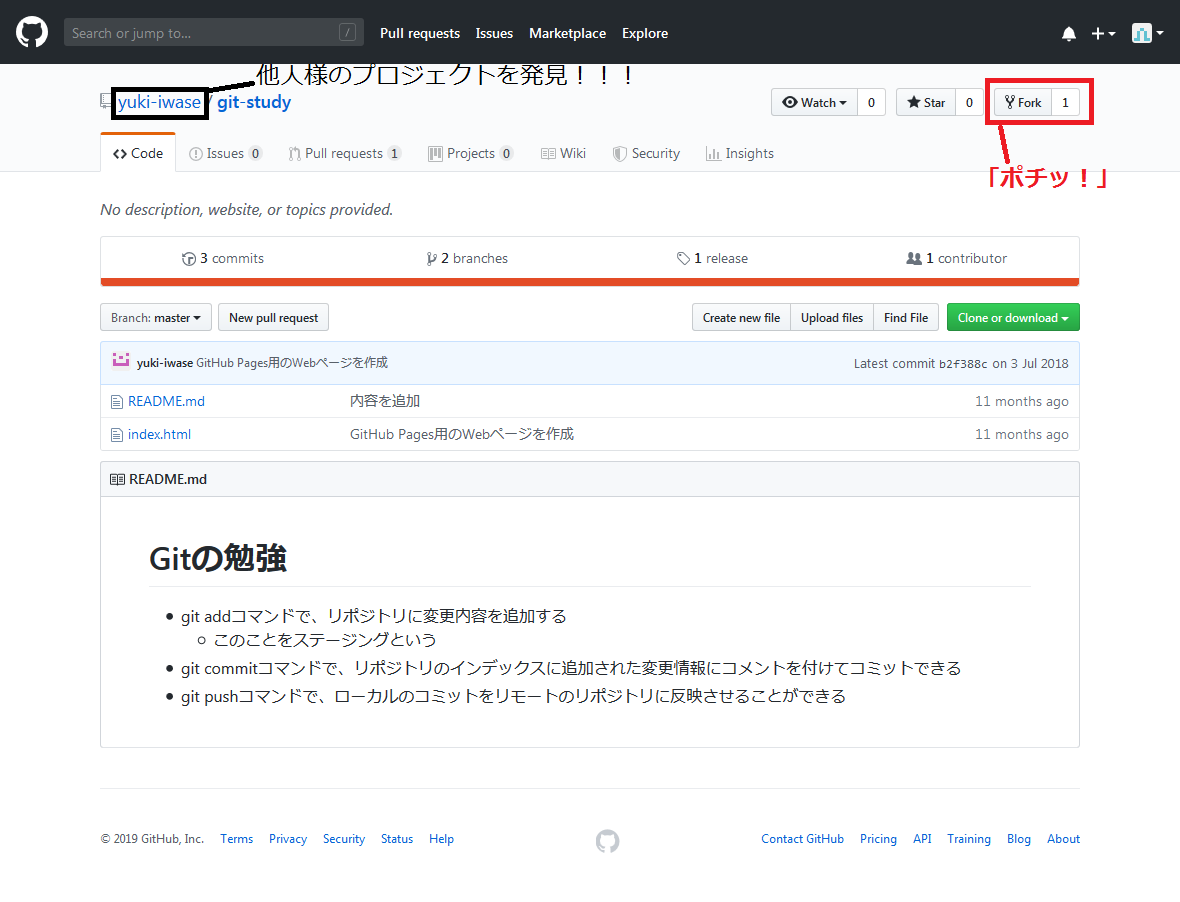 Search or jump to... / Pull requests Issues Marketplace Explore
他人様のプロジェクトを発見！！！
yuki-iwase / git-study Watch 0 Star 0 Fork 1
Code Issues 0 Pull requests 1 Projects 0 Wiki Security Insights
「ポチッ！」
No description, website, or topics provided.
3 commits 2 branches 1 release 1 contributor
Branch: master New pull request Create new file Upload files Find File Clone or download
yuki-iwase GitHub Pages用のWebページを作成 Latest commit b2f388c on 3 Jul 2018
README.md 内容を追加 11 months ago
index.html GitHub Pages用のWebページを作成 11 months ago
README.md
Gitの勉強
git addコマンドで、リポジトリに変更内容を追加する
このことをステージングという
git commitコマンドで、リポジトリのインデックスに追加された変更情報にコメントを付けてコミットできる
git pushコマンドで、ローカルのコミットをリモートのリポジトリに反映させることができる
© 2019 GitHub, Inc. Terms Privacy Security Status Help Contact GitHub Pricing API Training Blog About